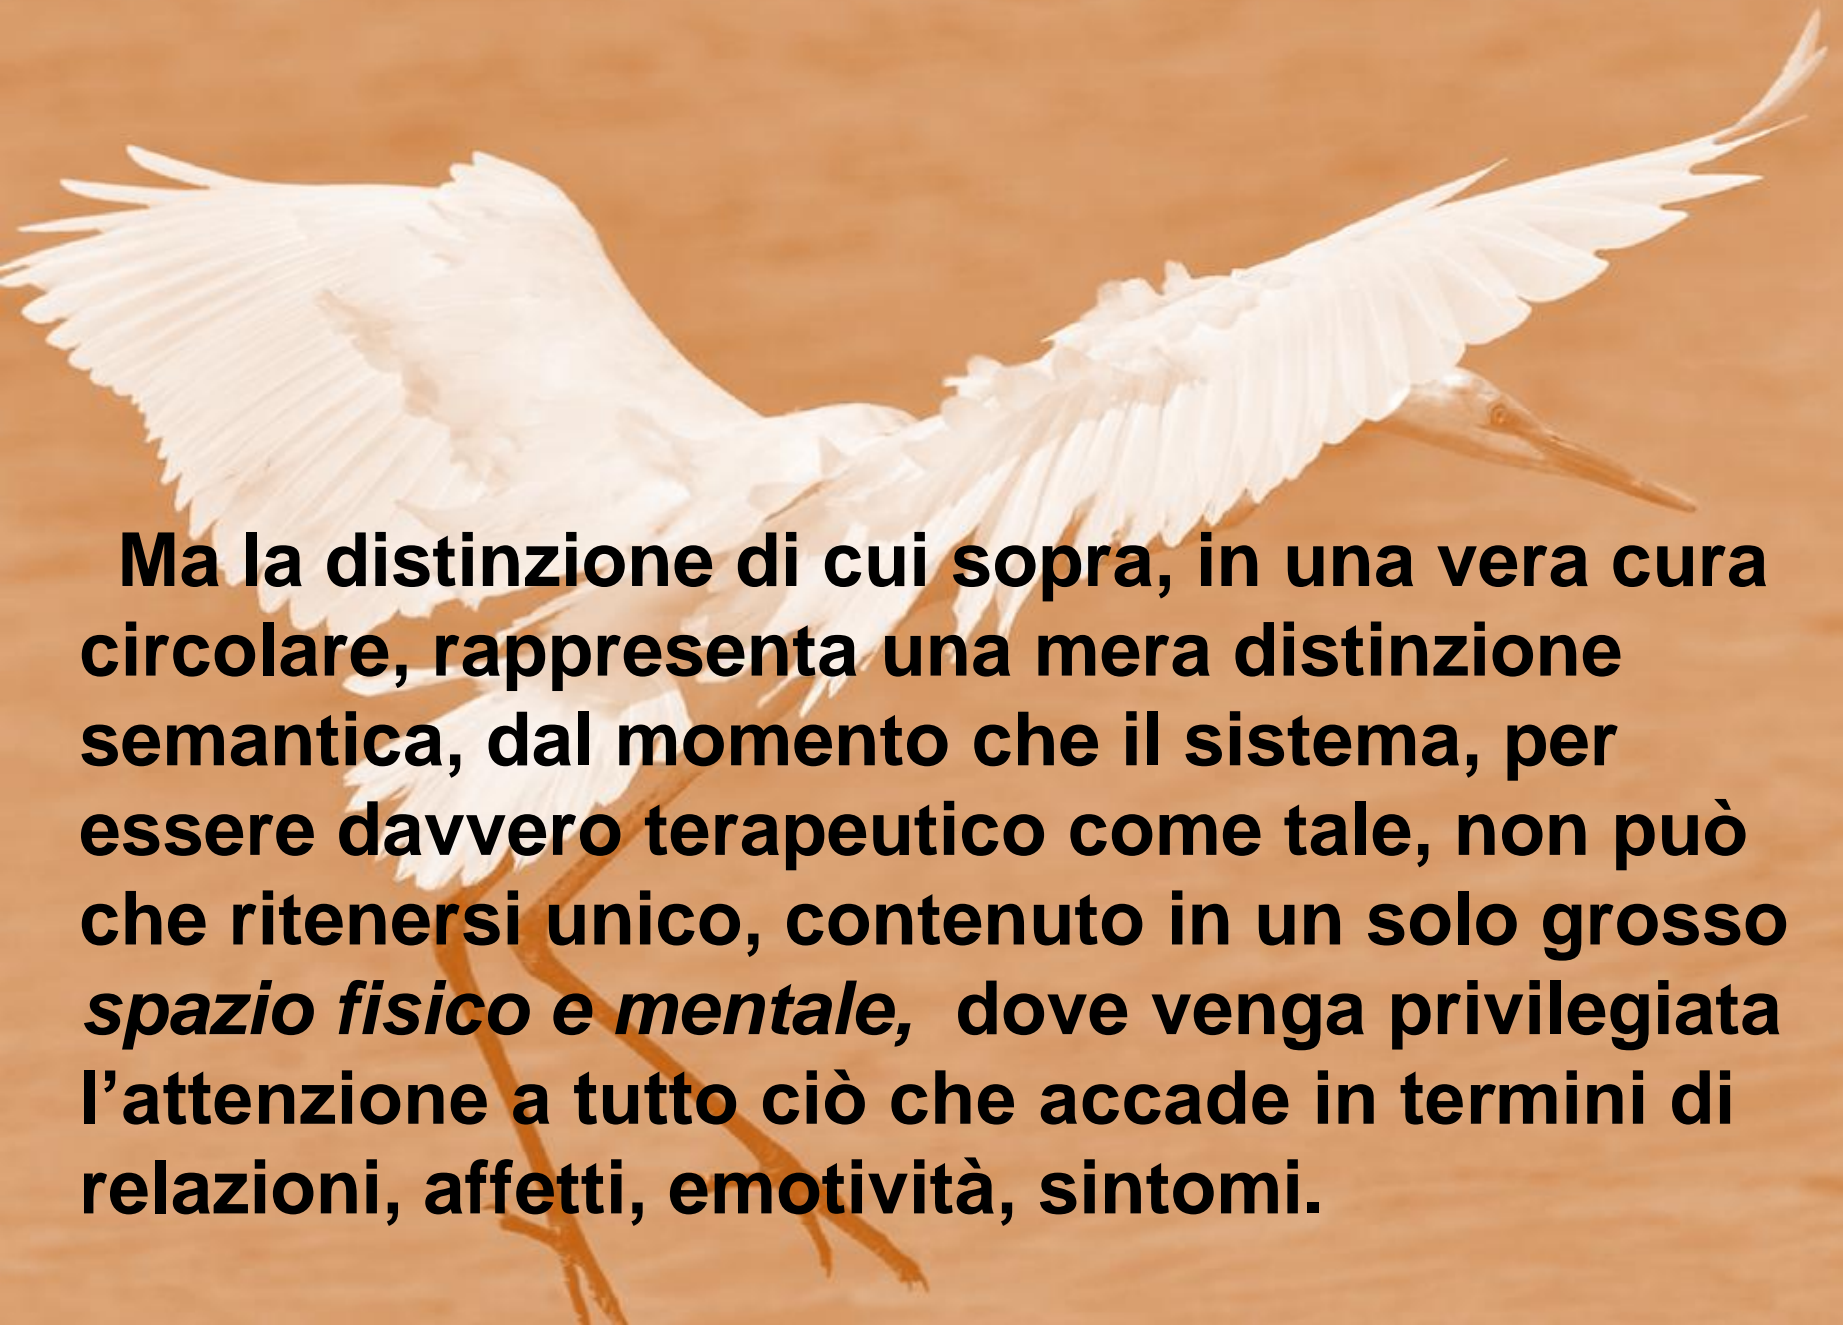 Ma la distinzione di cui sopra, in una vera cura
circolare, rappresenta una mera distinzione
semantica, dal momento che il sistema, per
essere davvero terapeutico come tale, non può
che ritenersi unico, contenuto in un solo grosso
spazio fisico e mentale,  dove venga privilegiata
l’attenzione a tutto ciò che accade in termini di
relazioni, affetti, emotività, sintomi.